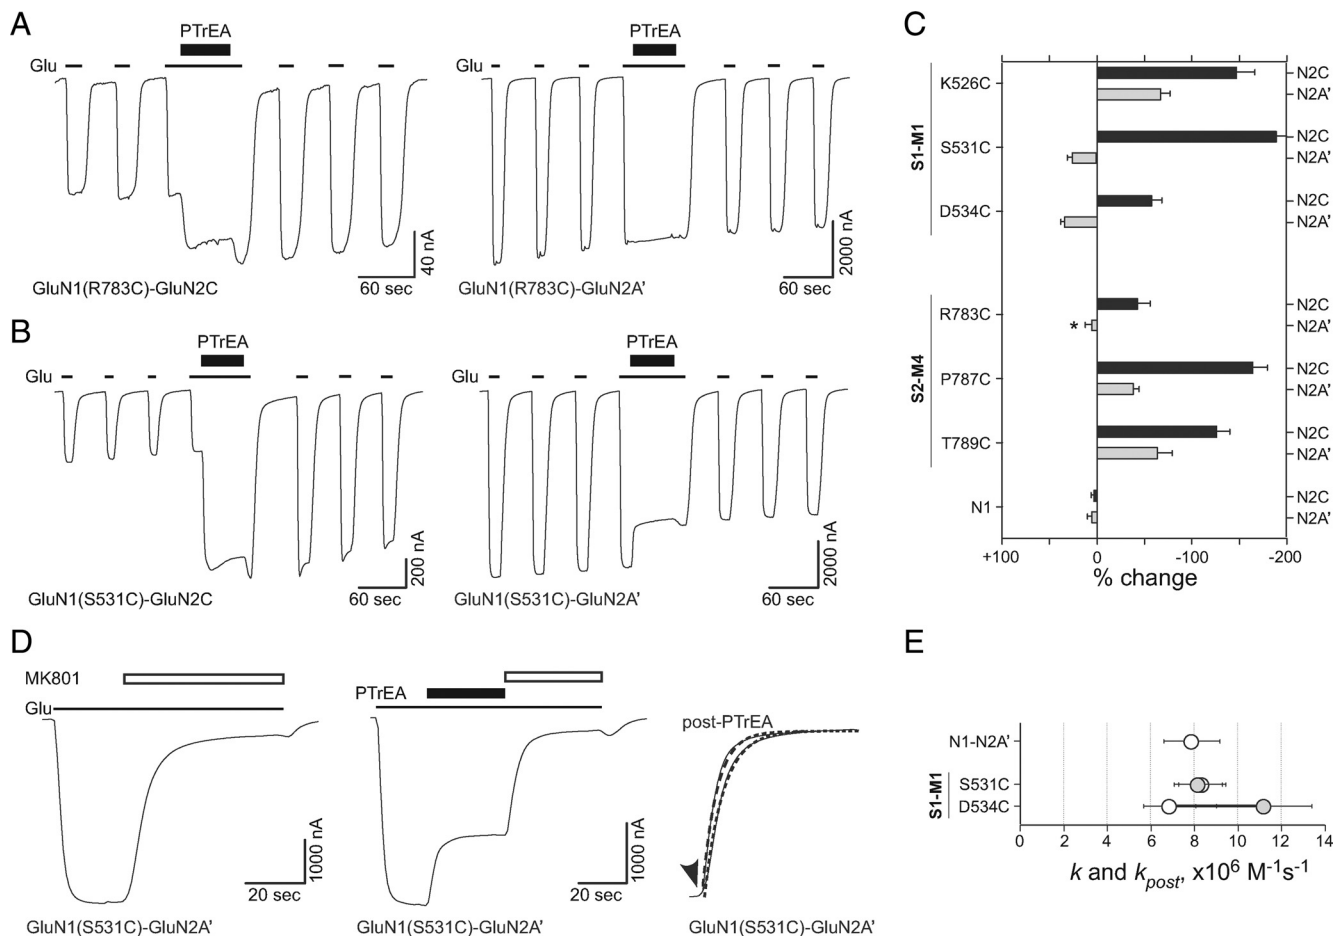 A
PTrEA
Glu
40 nA
60 sec
GluN1(R783C)-GluN2C
PTrEA
Glu
2000 nA
60 sec
GluN1(R783C)-GluN2A'
B
PTrEA
Glu
200 nA
60 sec
GluN1(S531C)-GluN2C
PTrEA
Glu
2000 nA
60 sec
GluN1(S531C)-GluN2A'
C
S1-M1
K526C
N2C
N2A'
S531C
N2C
N2A'
D534C
N2C
N2A'
S2-M4
R783C
*
N2C
N2A'
P787C
N2C
N2A'
T789C
N2C
N2A'
N1
N2C
N2A'
+100 0 -100 -200
% change
D
MK801
Glu
1000 nA
20 sec
GluN1(S531C)-GluN2A'
PTrEA
1000 nA
20 sec
GluN1(S531C)-GluN2A'
post-PTrEA
GluN1(S531C)-GluN2A'
E
N1-N2A'
S1-M1
S531C
D534C
0 2 4 6 8 10 12 14
k and kpost, x10⁶ M⁻¹s⁻¹